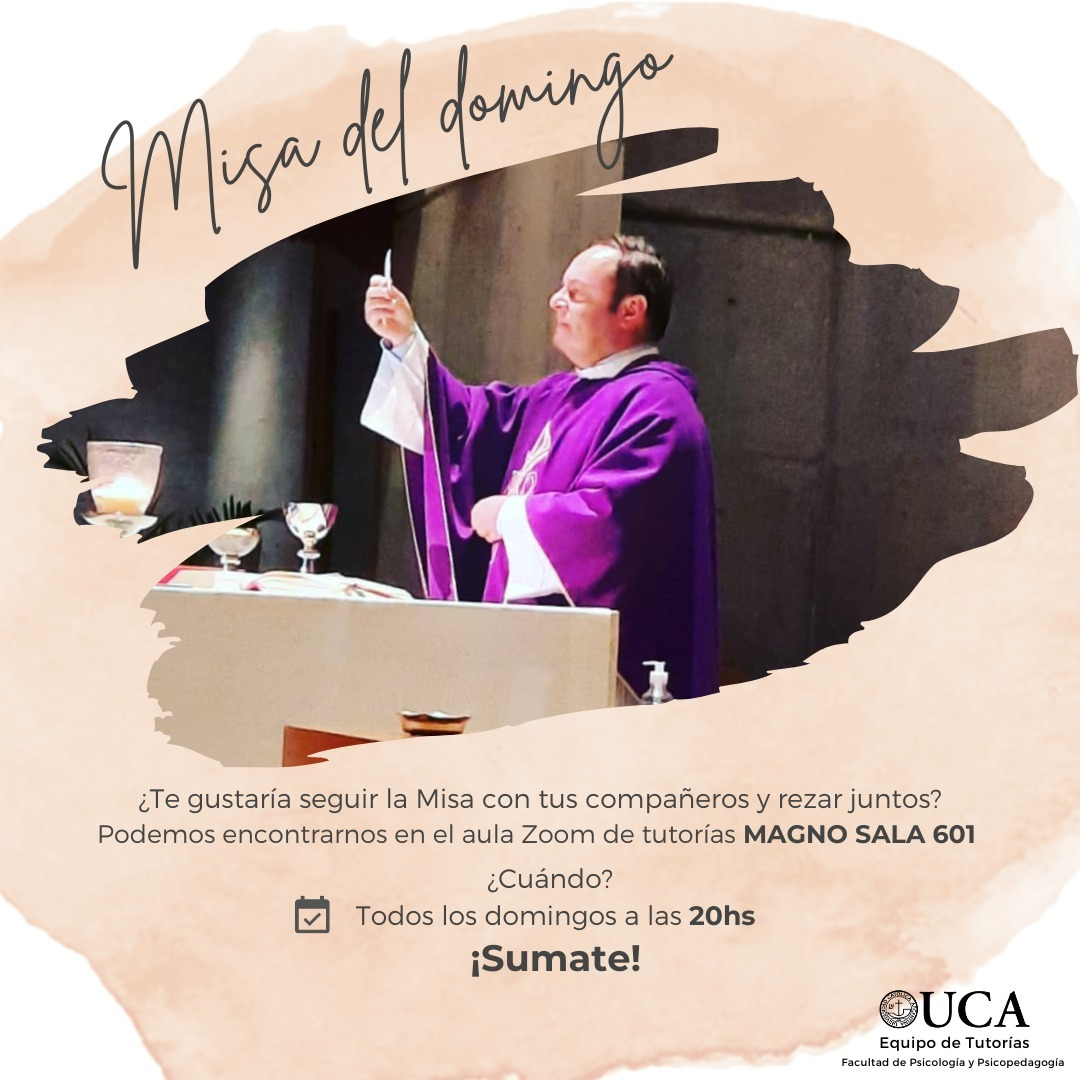 Misa del domingo
¿Te gustaría seguir la Misa con tus compañeros y rezar juntos?
Podemos encontrarnos en el aula Zoom de tutorías MAGNO SALA 601
¿Cuándo?
Todos los domingos a las 20hs
¡Sumate!
UCA
Equipo de Tutorías
Facultad de Psicología y Psicopedagogía